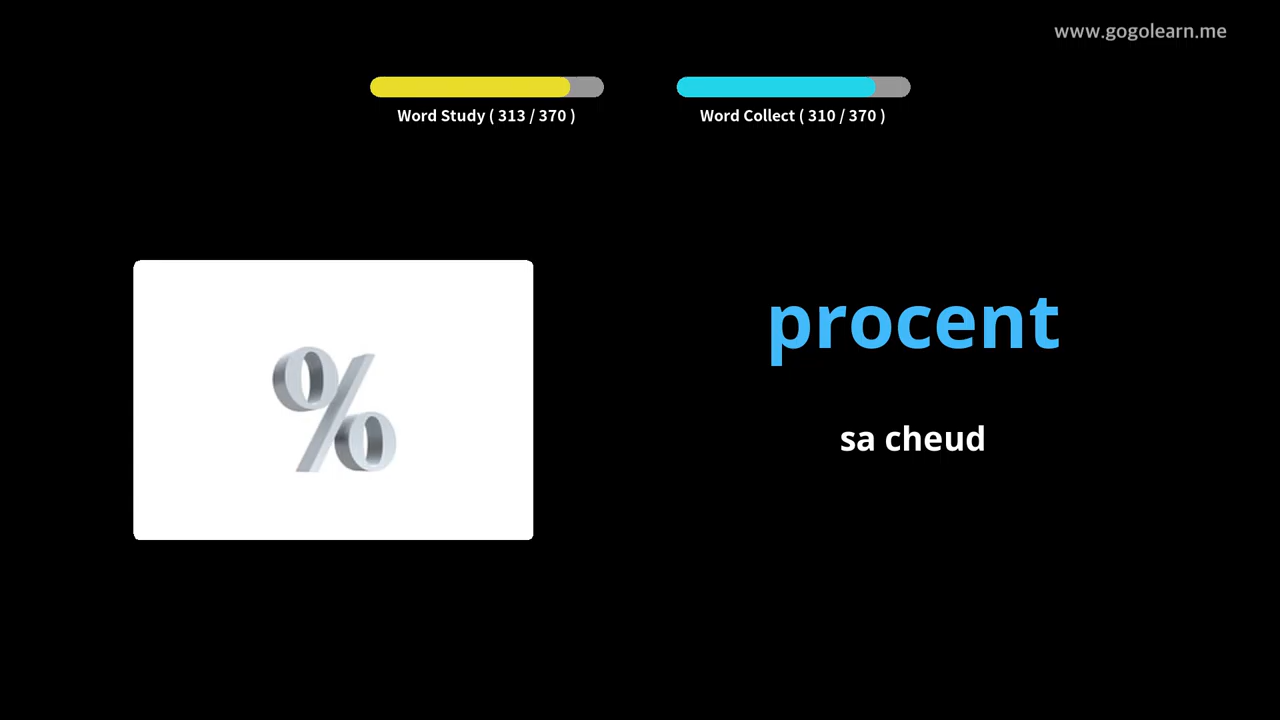 www.gogolearn.me
Word Study ( 313 / 370 )
Word Collect ( 310 / 370 )
%
procent
sa cheud